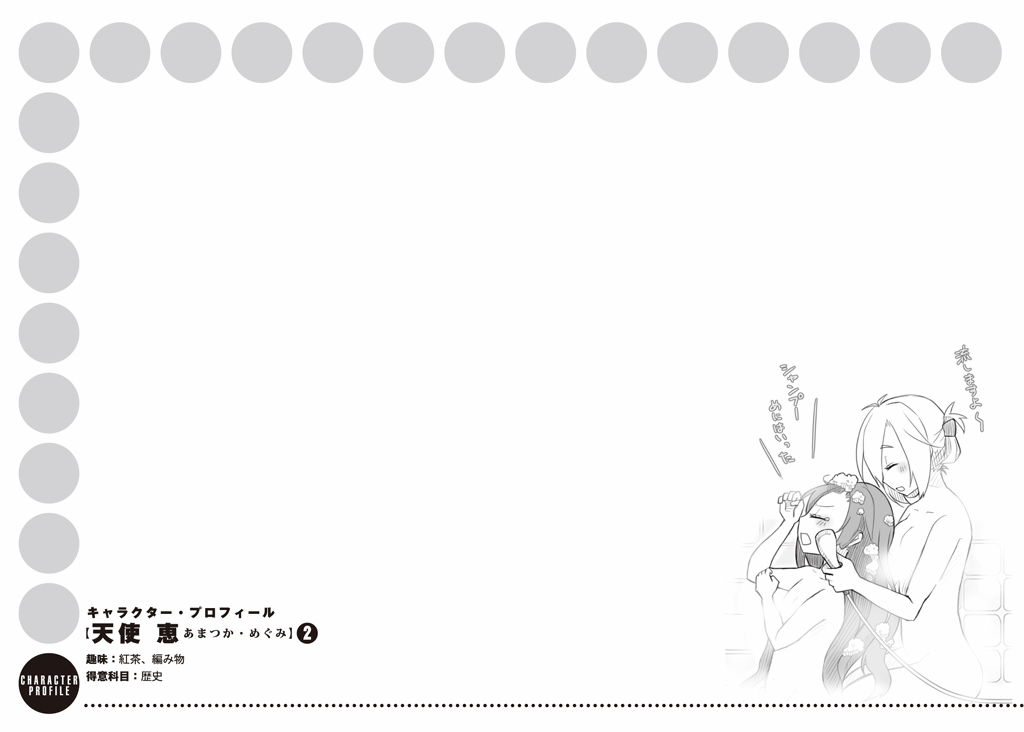 流しますよ〜
シャンプー
めにはいった
キャラクター・プロフィール
【天使 恵 あまつか・めぐみ】❷
趣味：紅茶、編み物
得意科目：歴史
CHARACTER
PROFILE